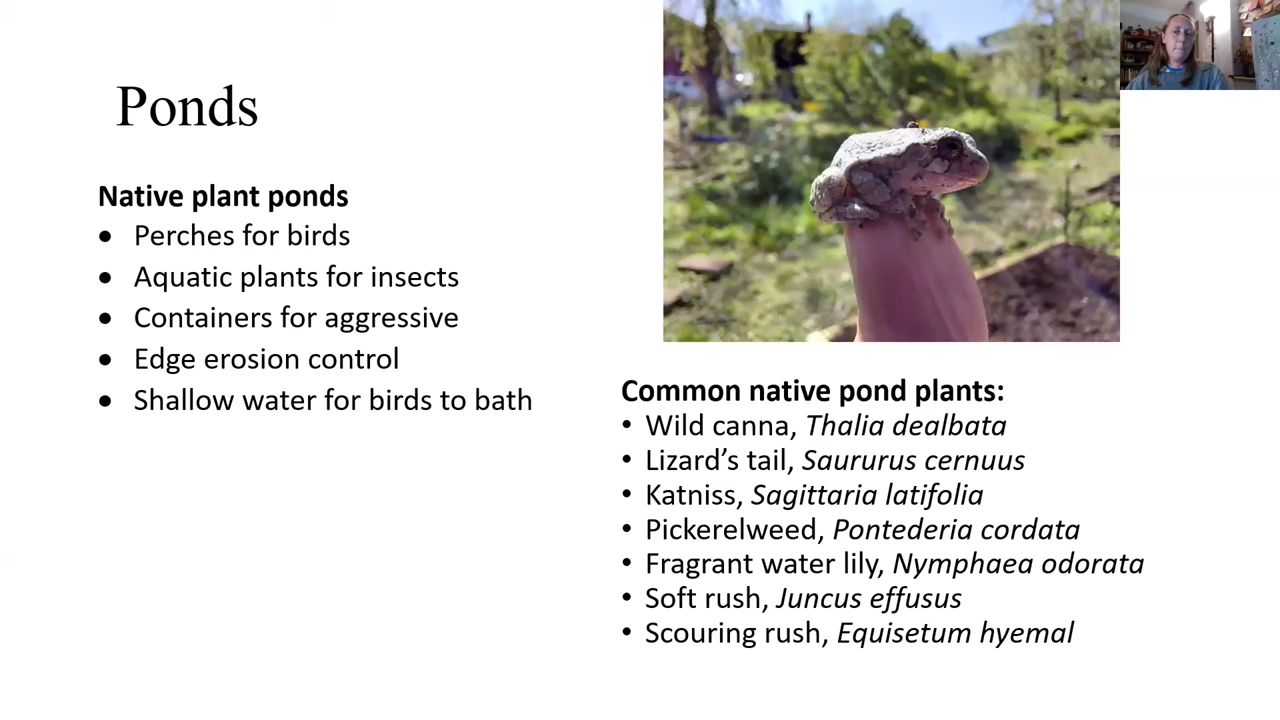 Ponds
Native plant ponds
• Perches for birds
• Aquatic plants for insects
• Containers for aggressive
• Edge erosion control
• Shallow water for birds to bath
Common native pond plants:
• Wild canna, Thalia dealbata
• Lizard’s tail, Saururus cernuus
• Katniss, Sagittaria latifolia
• Pickerelweed, Pontederia cordata
• Fragrant water lily, Nymphaea odorata
• Soft rush, Juncus effusus
• Scouring rush, Equisetum hyemal